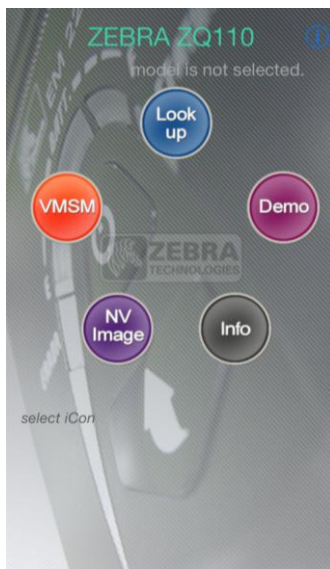 ZEBRA ZQ110
model is not selected.
Look
up
VMSM
Demo
ZEBRA
TECHNOLOGIES
NV
Image
Info
select iCon